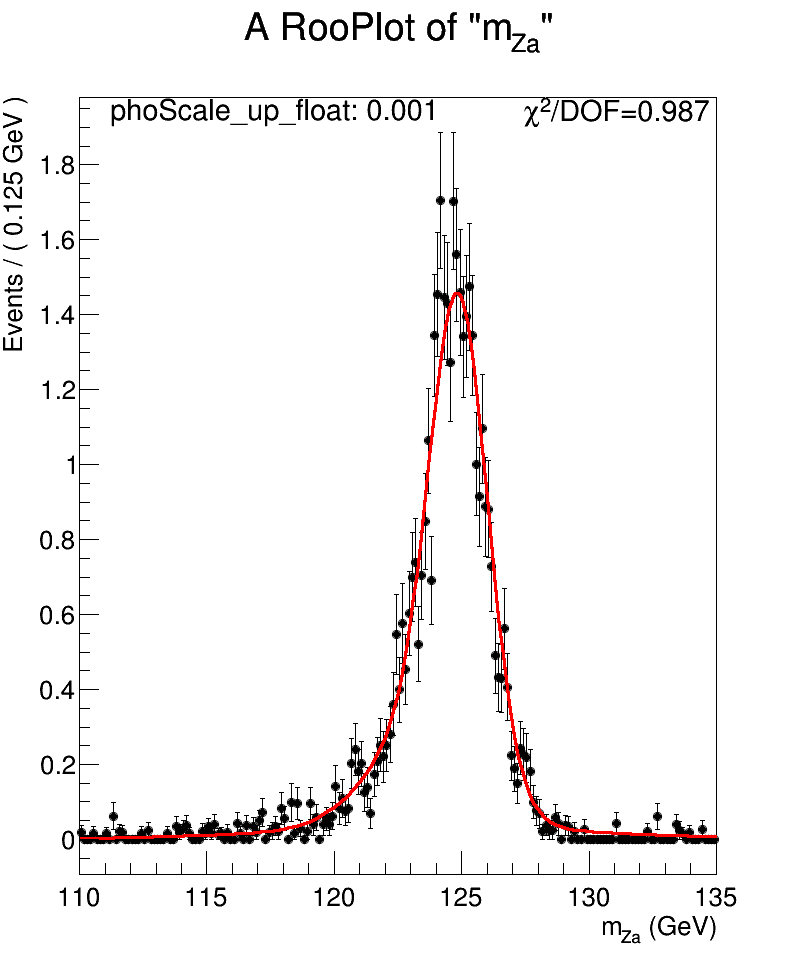 A RooPlot of "m_Za"
phoScale_up_float: 0.001
χ²/DOF=0.987
Events / ( 0.125 GeV )
1.8
1.6
1.4
1.2
1
0.8
0.6
0.4
0.2
0
110 115 120 125 130 135
m_Za (GeV)